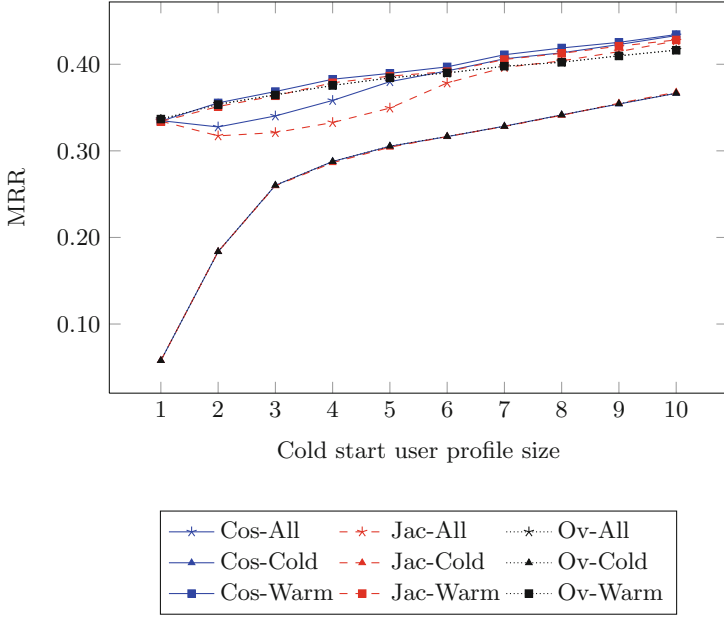 0.40
0.30
0.20
0.10
MRR
1 2 3 4 5 6 7 8 9 10
Cold start user profile size
Cos-All Jac-All Ov-All
Cos-Cold Jac-Cold Ov-Cold
Cos-Warm Jac-Warm Ov-Warm